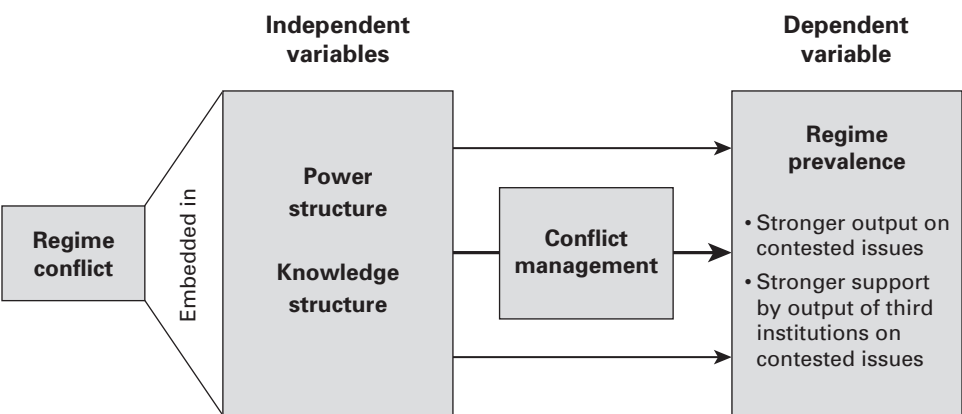 Independent
variables
Dependent
variable
Regime
conflict
Embedded in
Power
structure
Knowledge
structure
Conflict
management
Regime
prevalence
• Stronger output on
contested issues
• Stronger support
by output of third
institutions on
contested issues